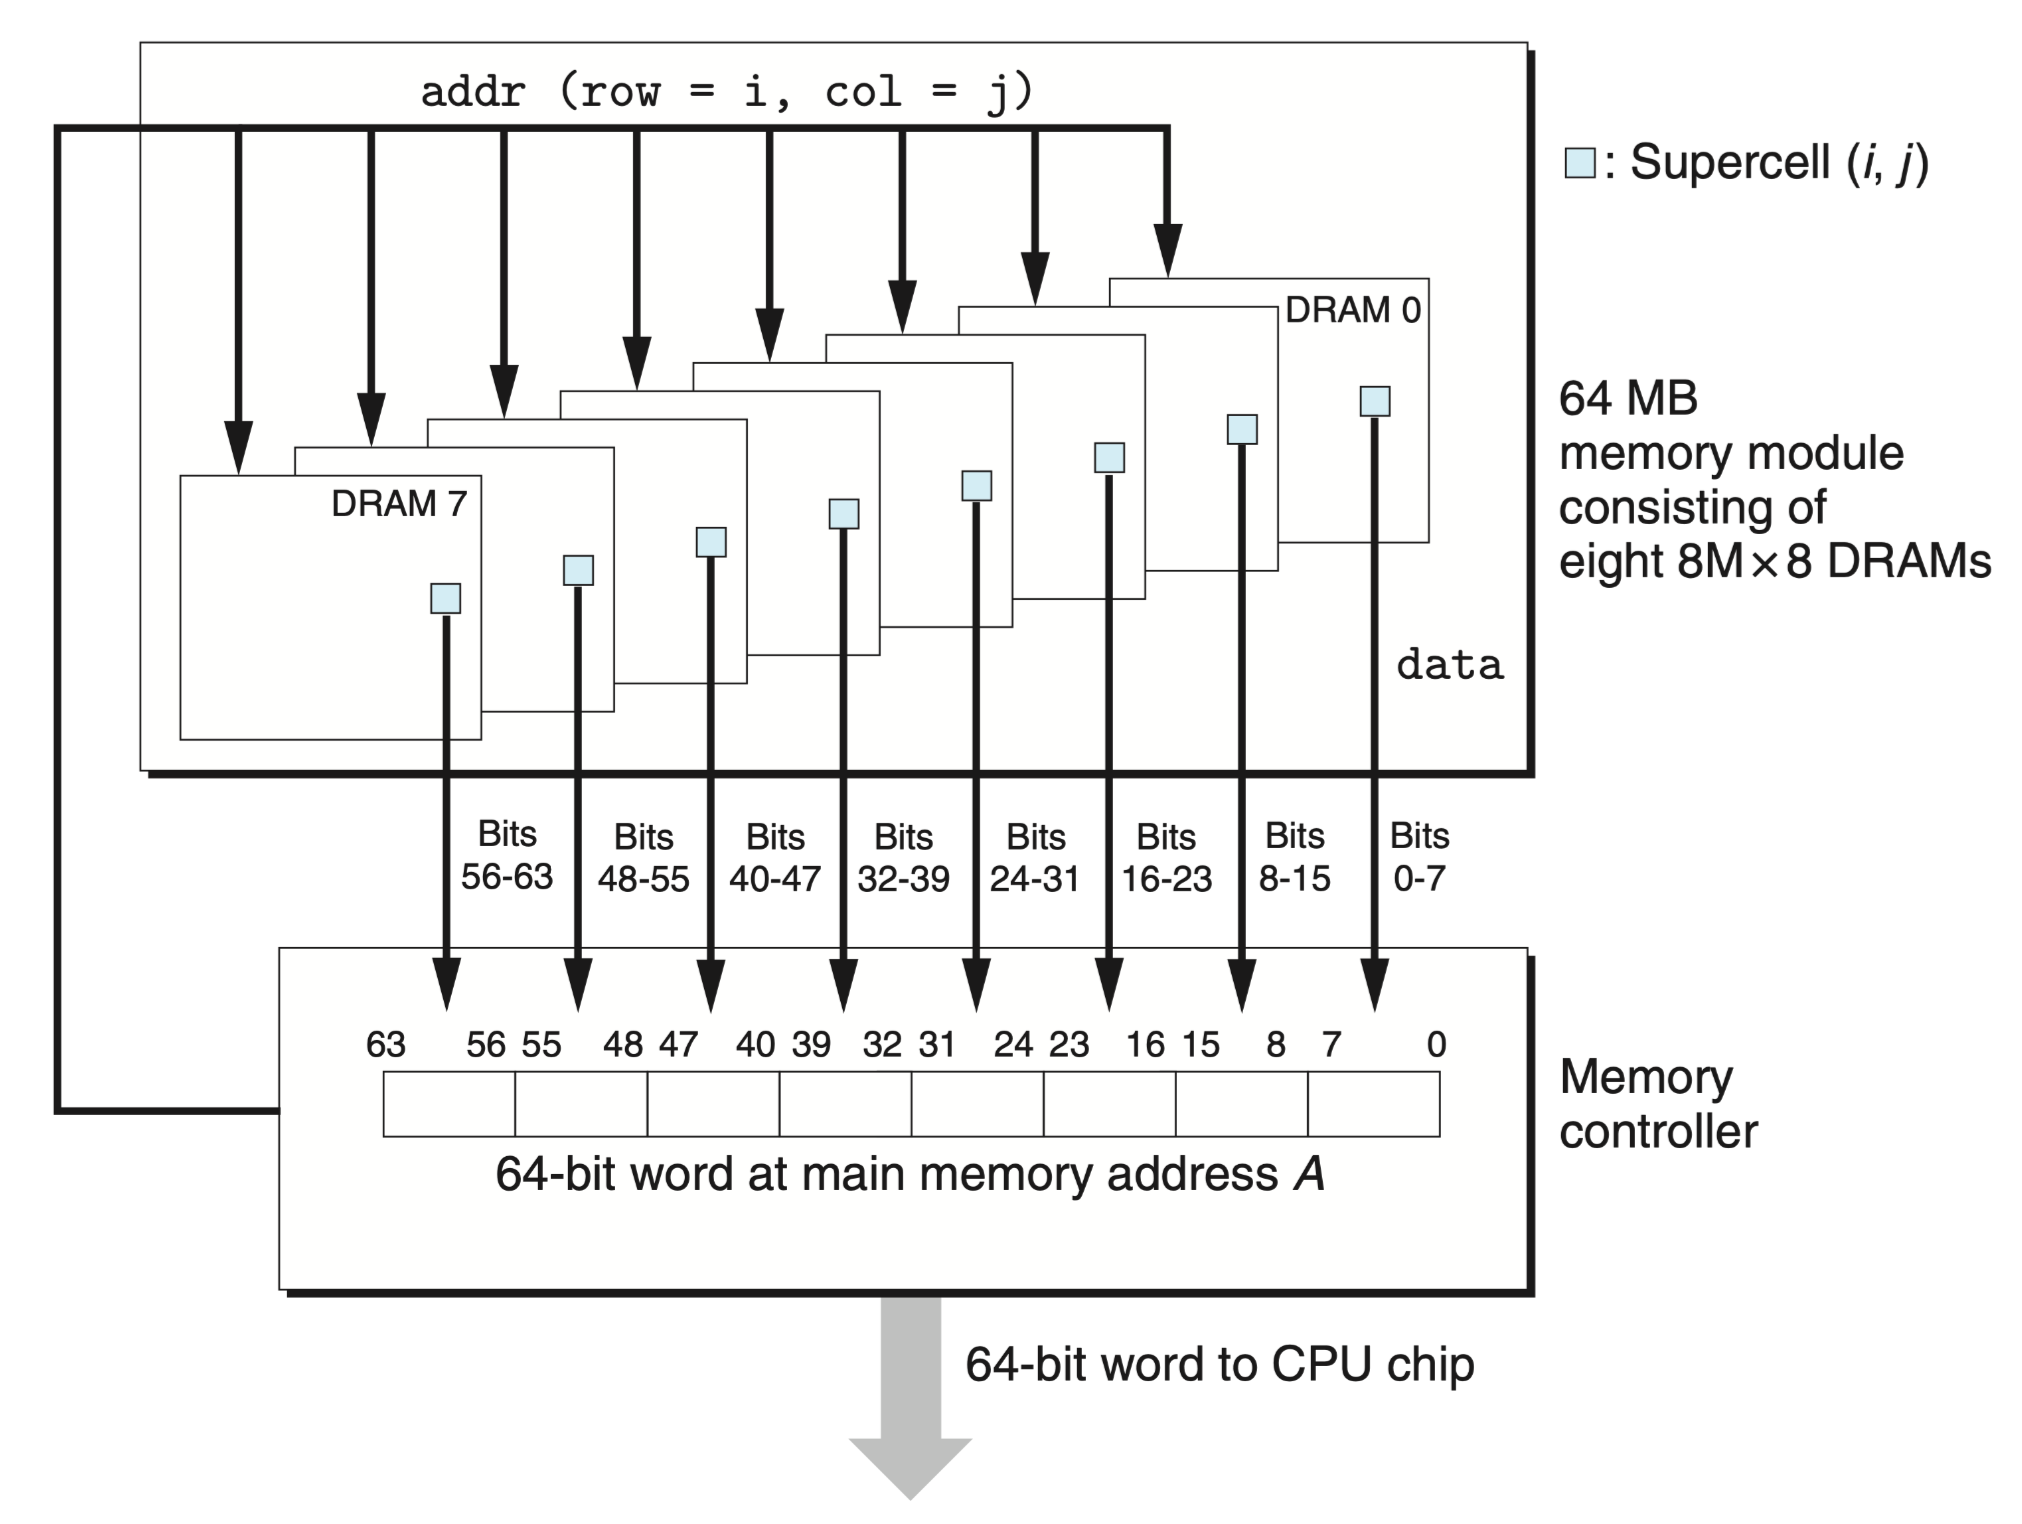 addr (row = i, col = j)
: Supercell (i, j)
DRAM 0
64 MB
memory module
consisting of
eight 8M×8 DRAMs
DRAM 7
data
Bits
56-63
Bits
48-55
Bits
40-47
Bits
32-39
Bits
24-31
Bits
16-23
Bits
8-15
Bits
0-7
63 56 55 48 47 40 39 32 31 24 23 16 15 8 7 0
Memory
controller
64-bit word at main memory address A
64-bit word to CPU chip